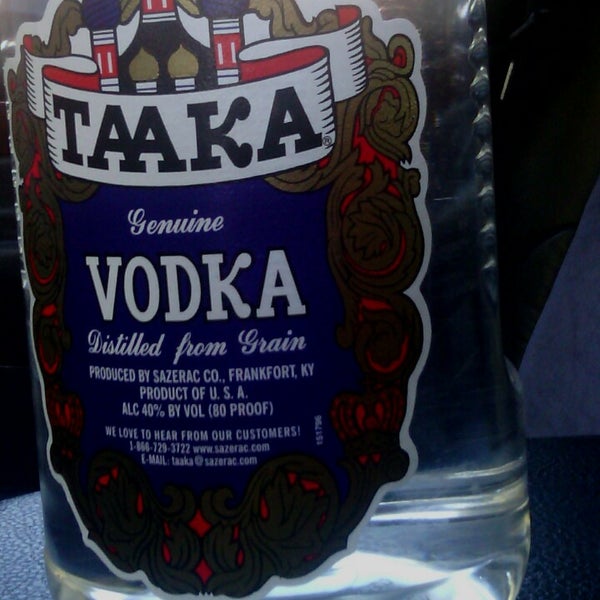 TAAKA®
Genuine
VODKA
Distilled from Grain
PRODUCED BY SAZERAC CO., FRANKFORT, KY
PRODUCT OF U. S. A.
ALC 40% BY VOL (80 PROOF)
WE LOVE TO HEAR FROM OUR CUSTOMERS!
1-866-729-3722 www.sazerac.com
E-MAIL: taaka@sazerac.com
151796